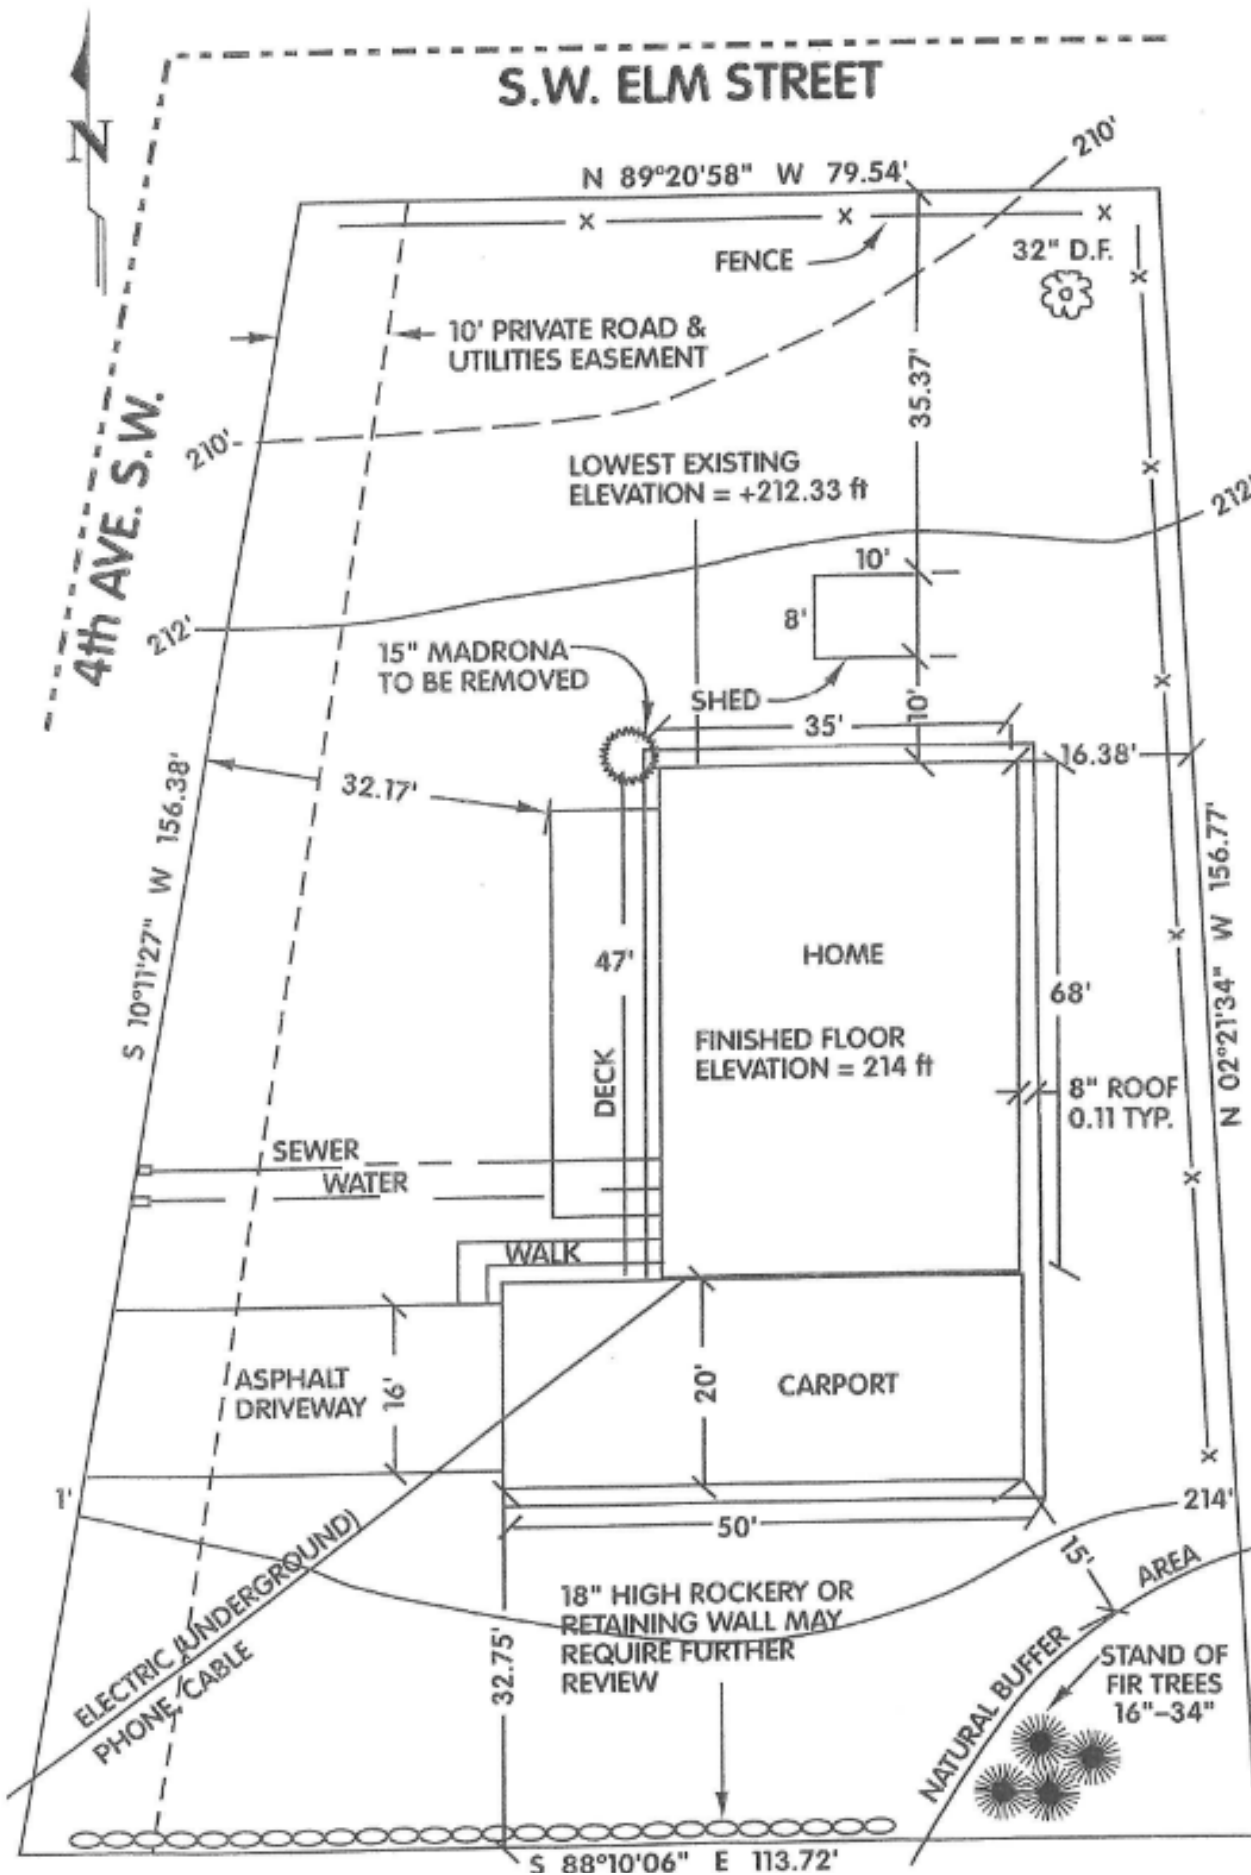 S.W. ELM STREET
N
N 89°20'58" W 79.54'
210'
FENCE
32" D.F.
10' PRIVATE ROAD &
UTILITIES EASEMENT
35.37'
4th AVE. S.W.
210'
LOWEST EXISTING
ELEVATION = +212.33 ft
212'
10'
8'
212'
15" MADRONA
TO BE REMOVED
SHED
10'
35'
16.38'
32.17'
S 10°11'27" W 156.38'
N 02°21'34" W 156.77'
47'
HOME
68'
FINISHED FLOOR
ELEVATION = 214 ft
DECK
8" ROOF
0.11 TYP.
SEWER
WATER
WALK
ASPHALT
DRIVEWAY
16'
20'
CARPORT
1'
214'
50'
15'
ELECTRIC (UNDERGROUND)
PHONE, CABLE
18" HIGH ROCKERY OR
RETAINING WALL MAY
REQUIRE FURTHER
REVIEW
32.75'
NATURAL BUFFER AREA
STAND OF
FIR TREES
16"–34"
S 88°10'06" E 113.72'